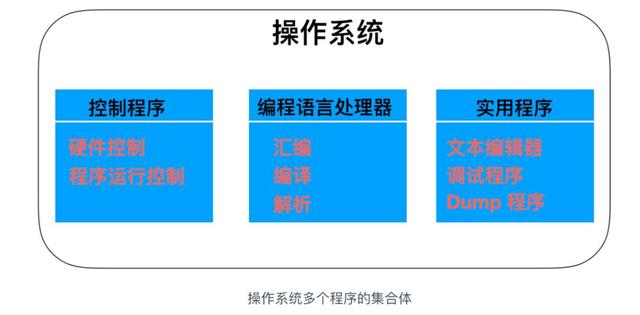 操作系统
控制程序
硬件控制
程序运行控制
编程语言处理器
汇编
编译
解析
实用程序
文本编辑器
调试程序
Dump 程序
操作系统多个程序的集合体